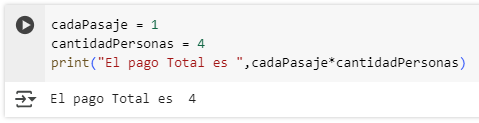 cadaPasaje = 1
cantidadPersonas = 4
print("El pago Total es ",cadaPasaje*cantidadPersonas)
El pago Total es  4